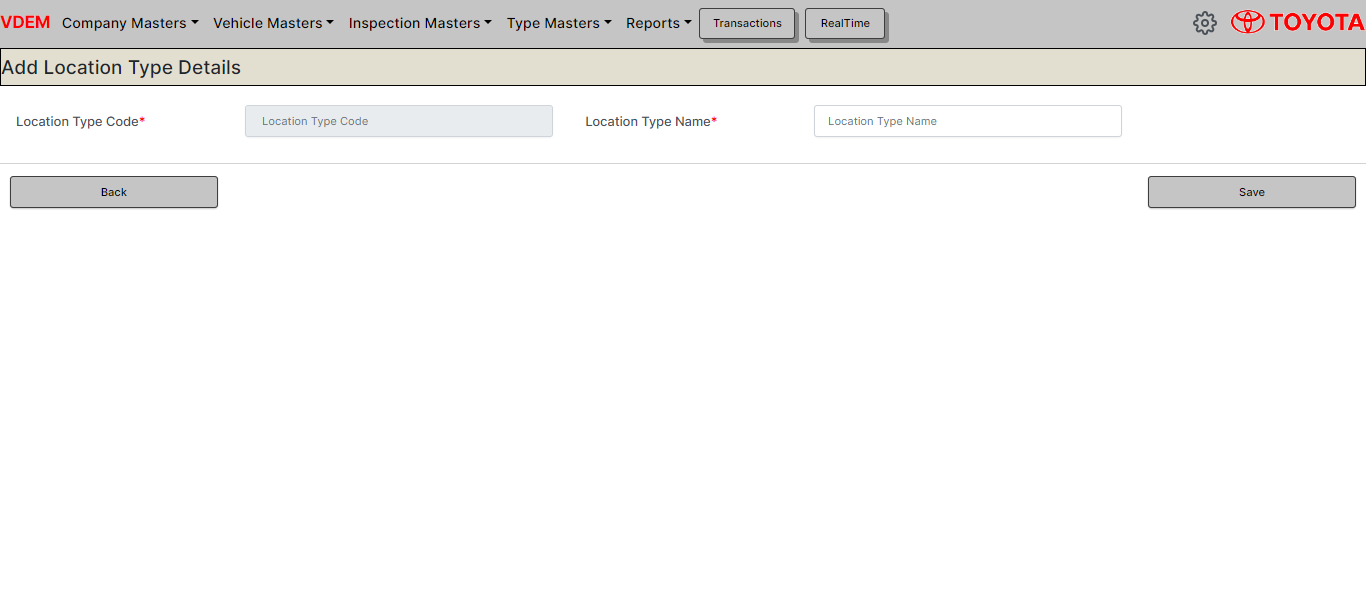 VDEM Company Masters Vehicle Masters Inspection Masters Type Masters Reports Transactions RealTime TOYOTA
Add Location Type Details
Location Type Code* Location Type Code Location Type Name* Location Type Name
Back Save